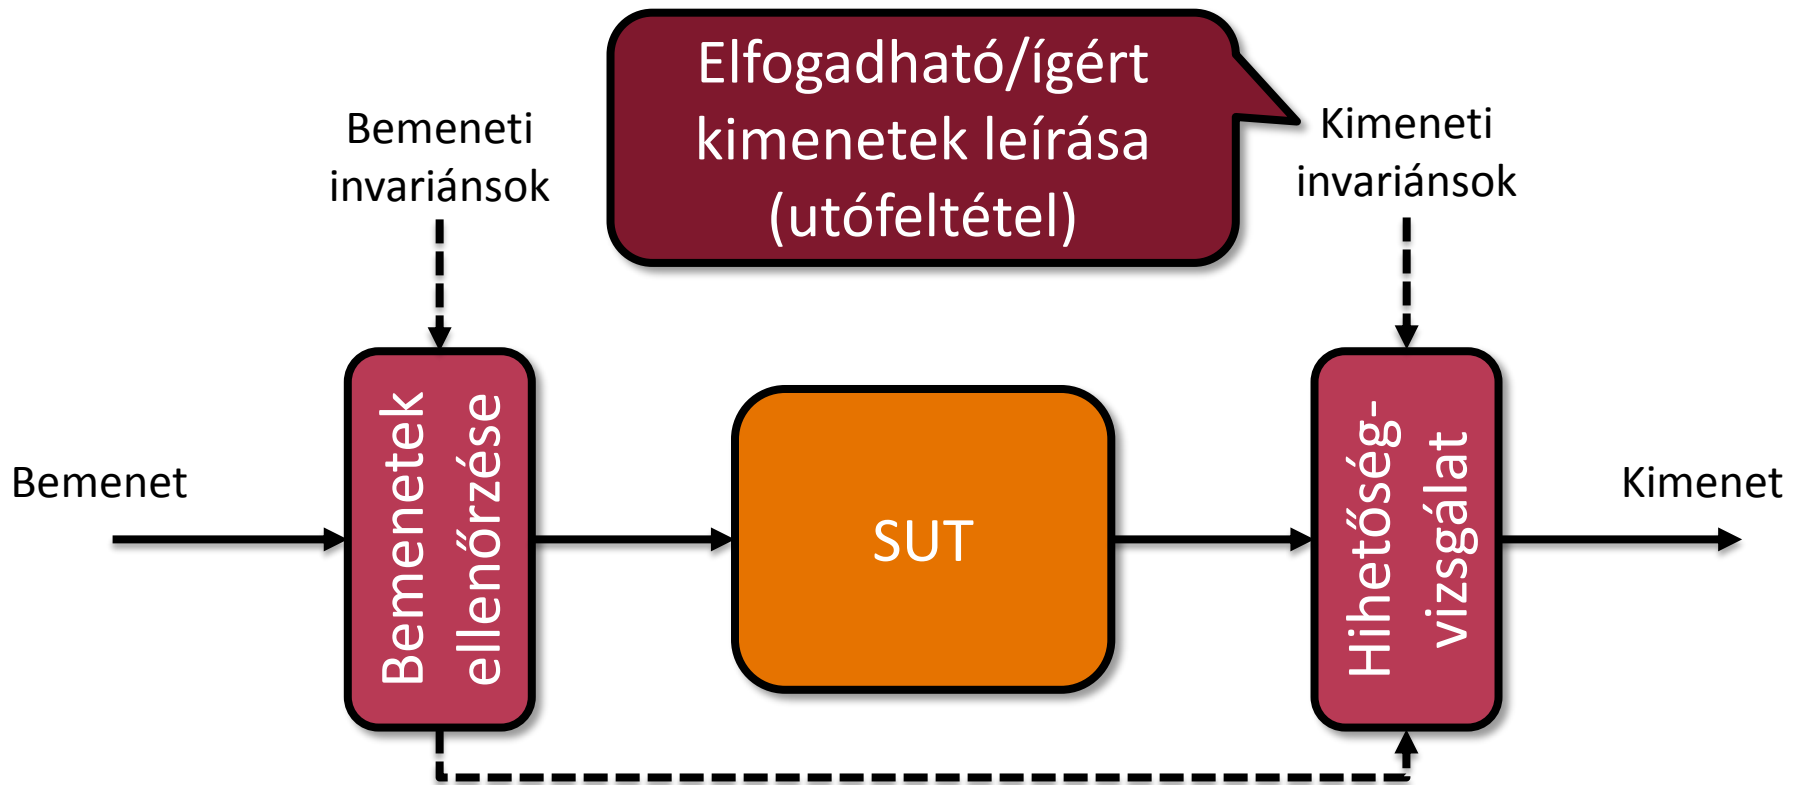 Elfogadható/ígért
kimenetek leírása
(utófeltétel)
Bemeneti
invariánsok
Kimeneti
invariánsok
Bemenet
Bemenetek
ellenőrzése
SUT
Hihetőség-
vizsgálat
Kimenet